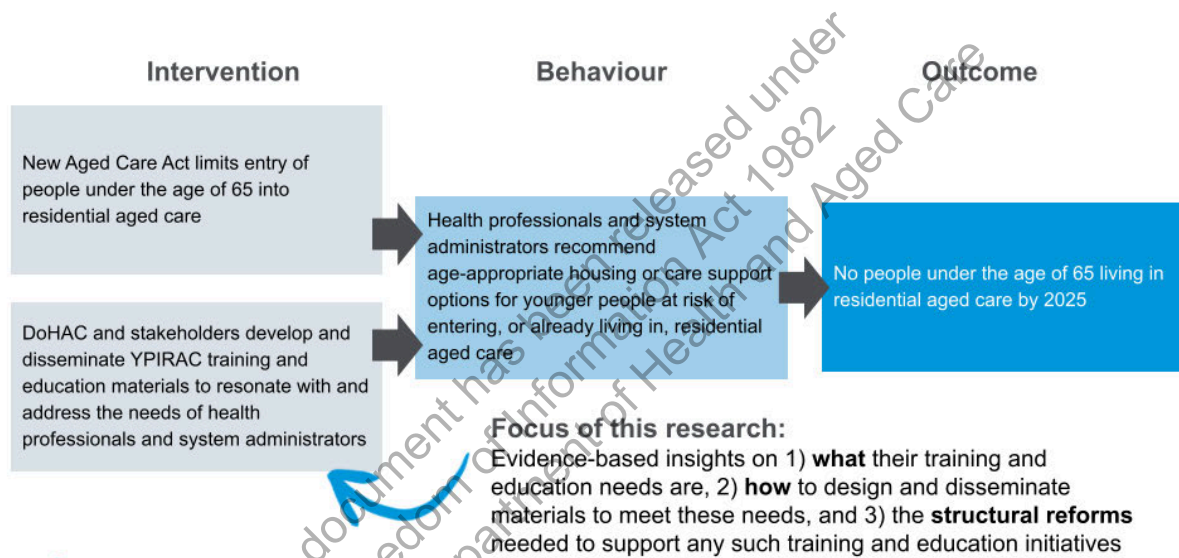 Intervention
Behaviour
Outcome
New Aged Care Act limits entry of
people under the age of 65 into
residential aged care
DoHAC and stakeholders develop and
disseminate YPIRAC training and
education materials to resonate with and
address the needs of health
professionals and system administrators
Health professionals and system
administrators recommend
age-appropriate housing or care support
options for younger people at risk of
entering, or already living in, residential
aged care
No people under the age of 65 living in
residential aged care by 2025
Focus of this research:
Evidence-based insights on 1) what their training and
education needs are, 2) how to design and disseminate
materials to meet these needs, and 3) the structural reforms
needed to support any such training and education initiatives
document has been released under
Freedom of Information Act 1982
Department of Health and Aged Care